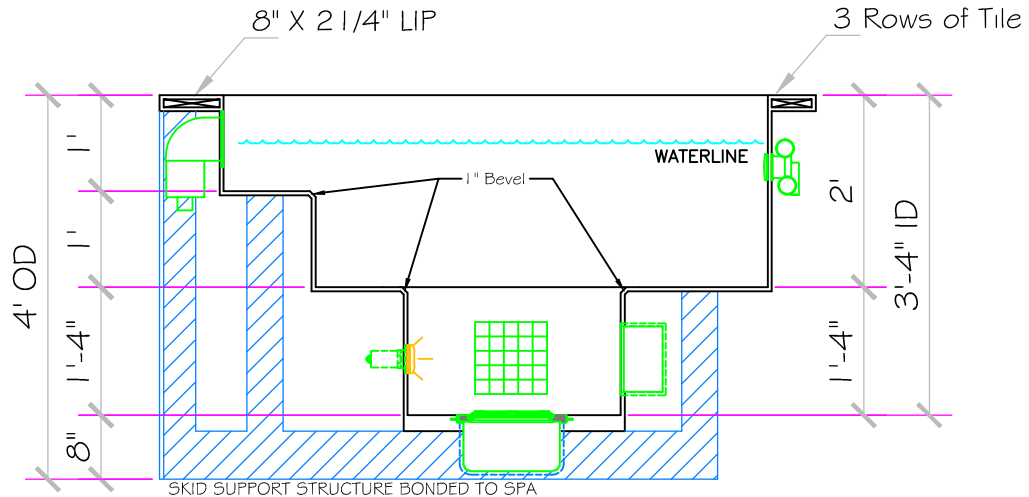 8" X 2 1/4" LIP
3 Rows of Tile
WATERLINE
1" Bevel
1'
1'
1'-4"
8"
4' OD
2'
1'-4"
3'-4" ID
SKID SUPPORT STRUCTURE BONDED TO SPA